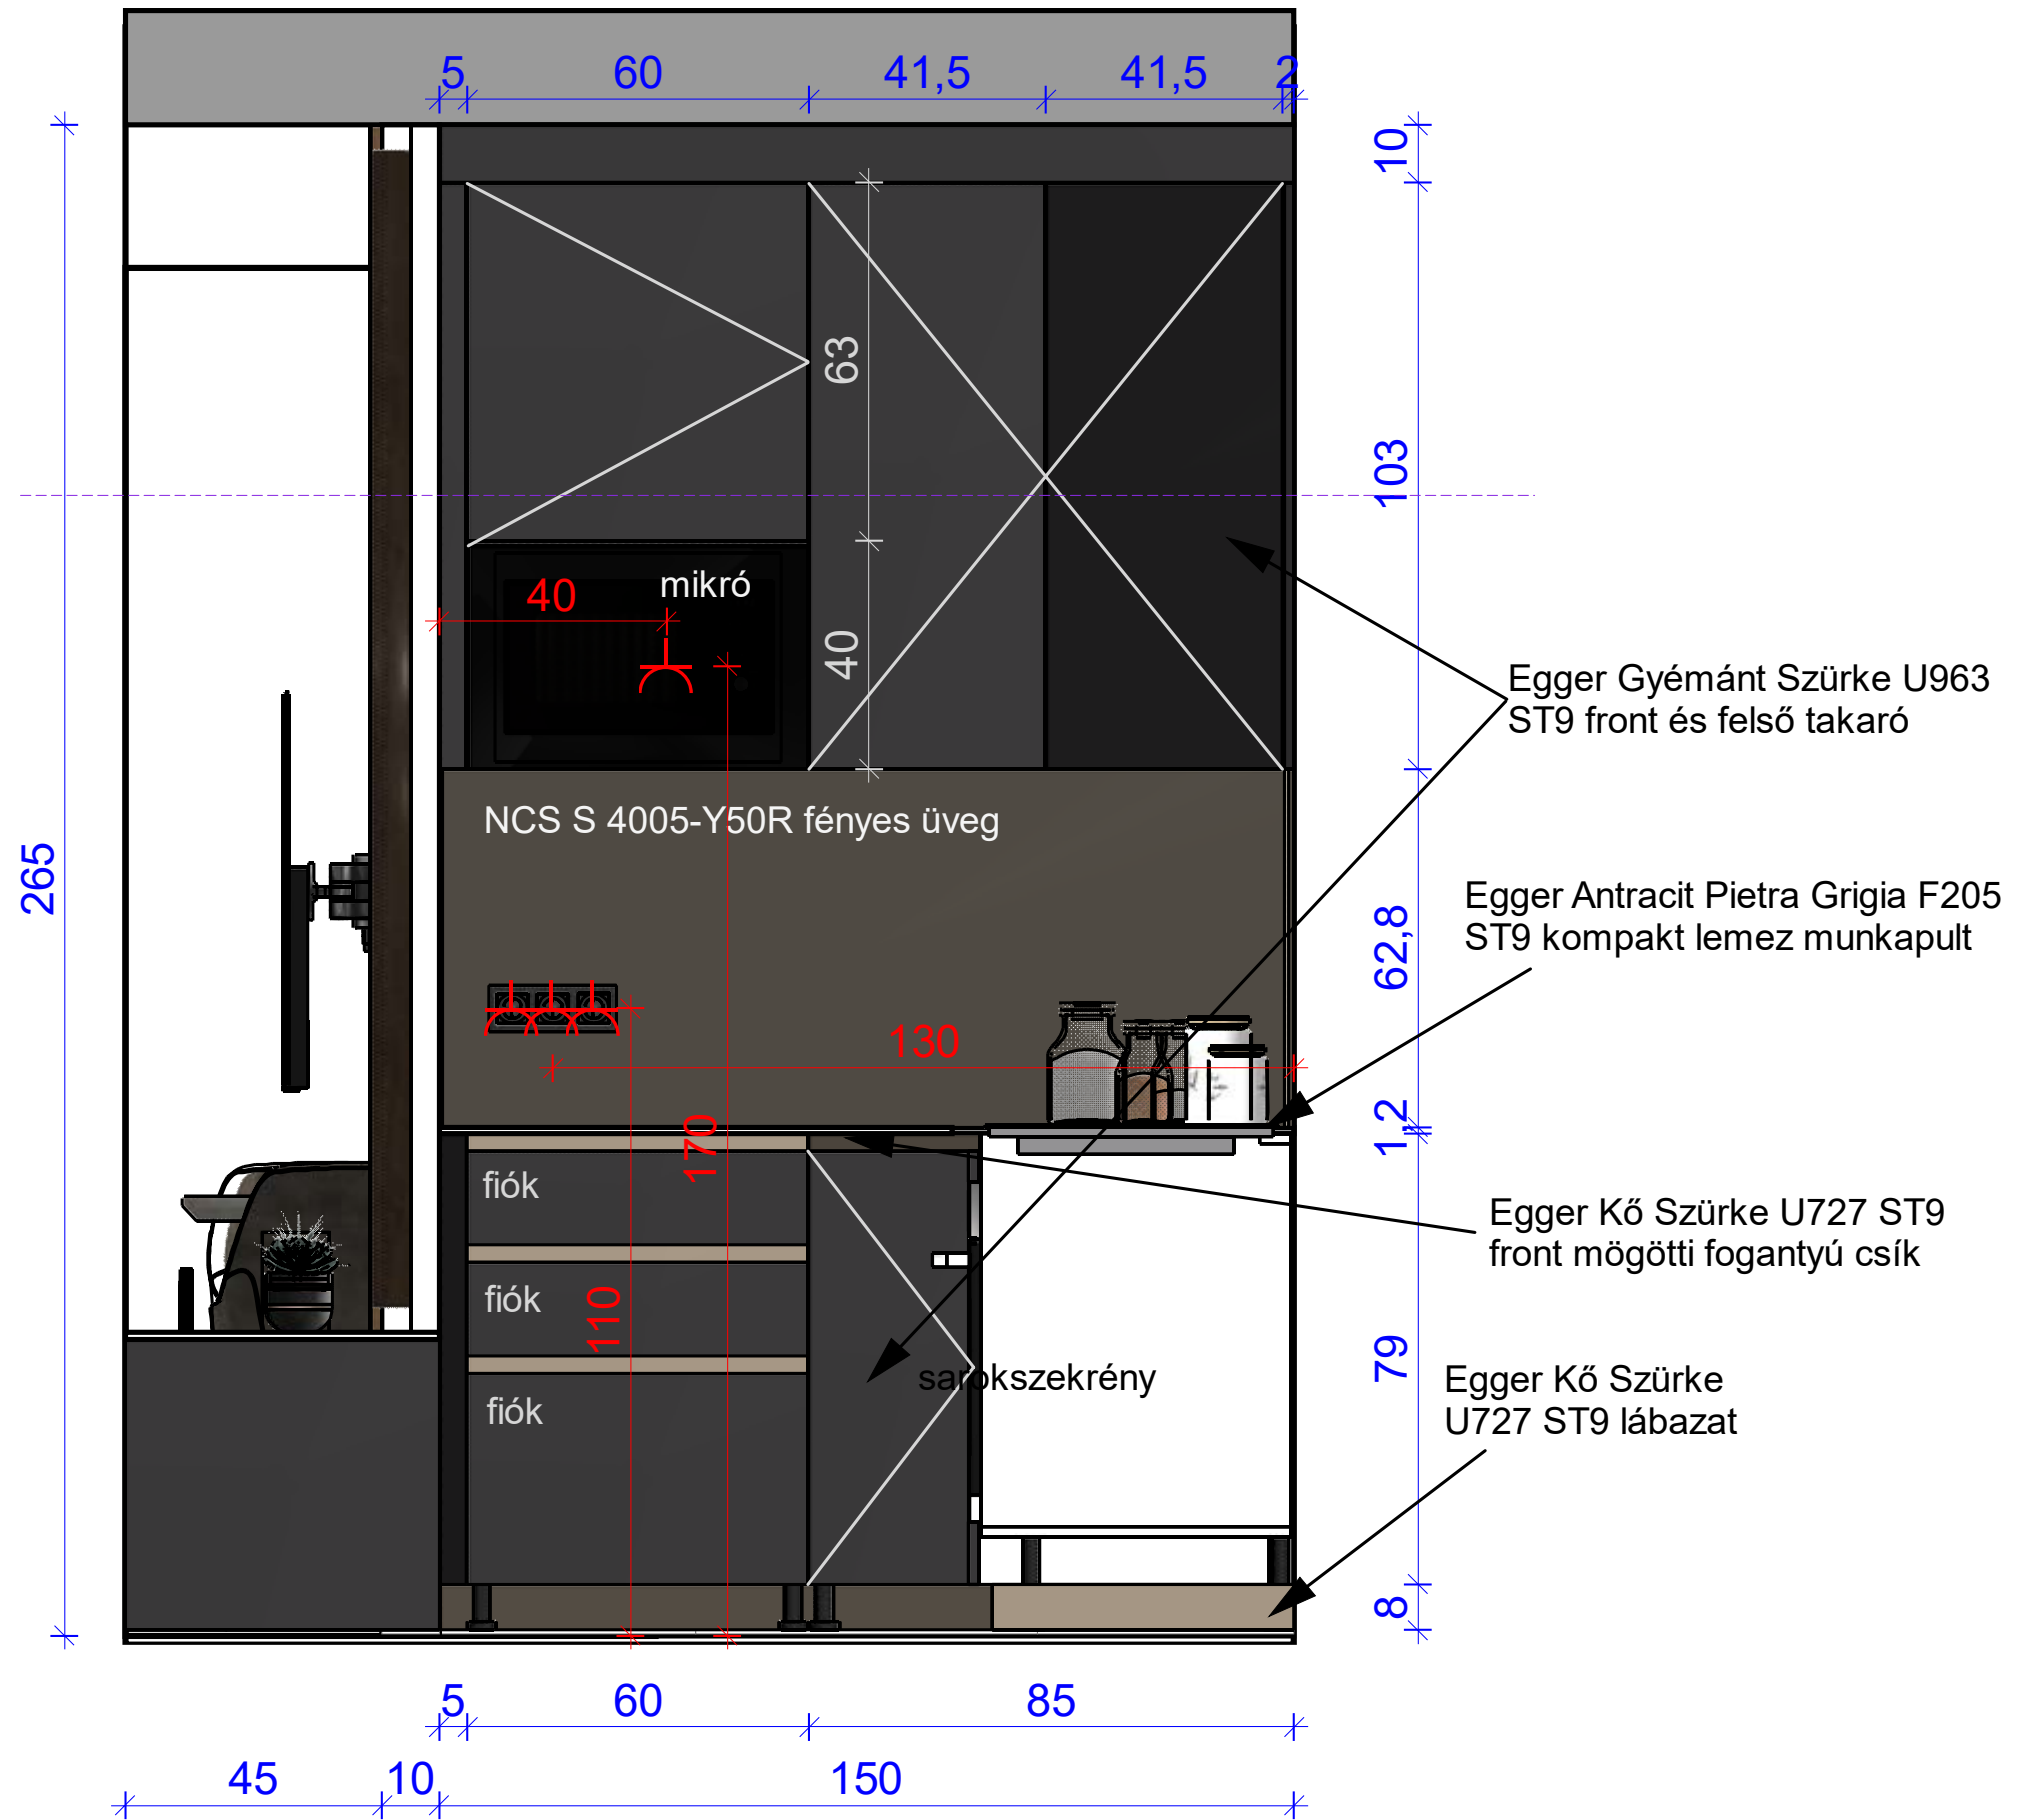 5
60
41,5
41,5
2
10
63
103
mikró
40
40
Egger Gyémánt Szürke U963
ST9 front és felső takaró
NCS S 4005-Y50R fényes üveg
265
Egger Antracit Pietra Grigia F205
ST9 kompakt lemez munkapult
62,8
130
1,2
170
fiók
Egger Kő Szürke U727 ST9
front mögötti fogantyú csík
fiók
110
79
sarokszekrény
Egger Kő Szürke
U727 ST9 lábazat
fiók
8
5
60
85
45
10
150